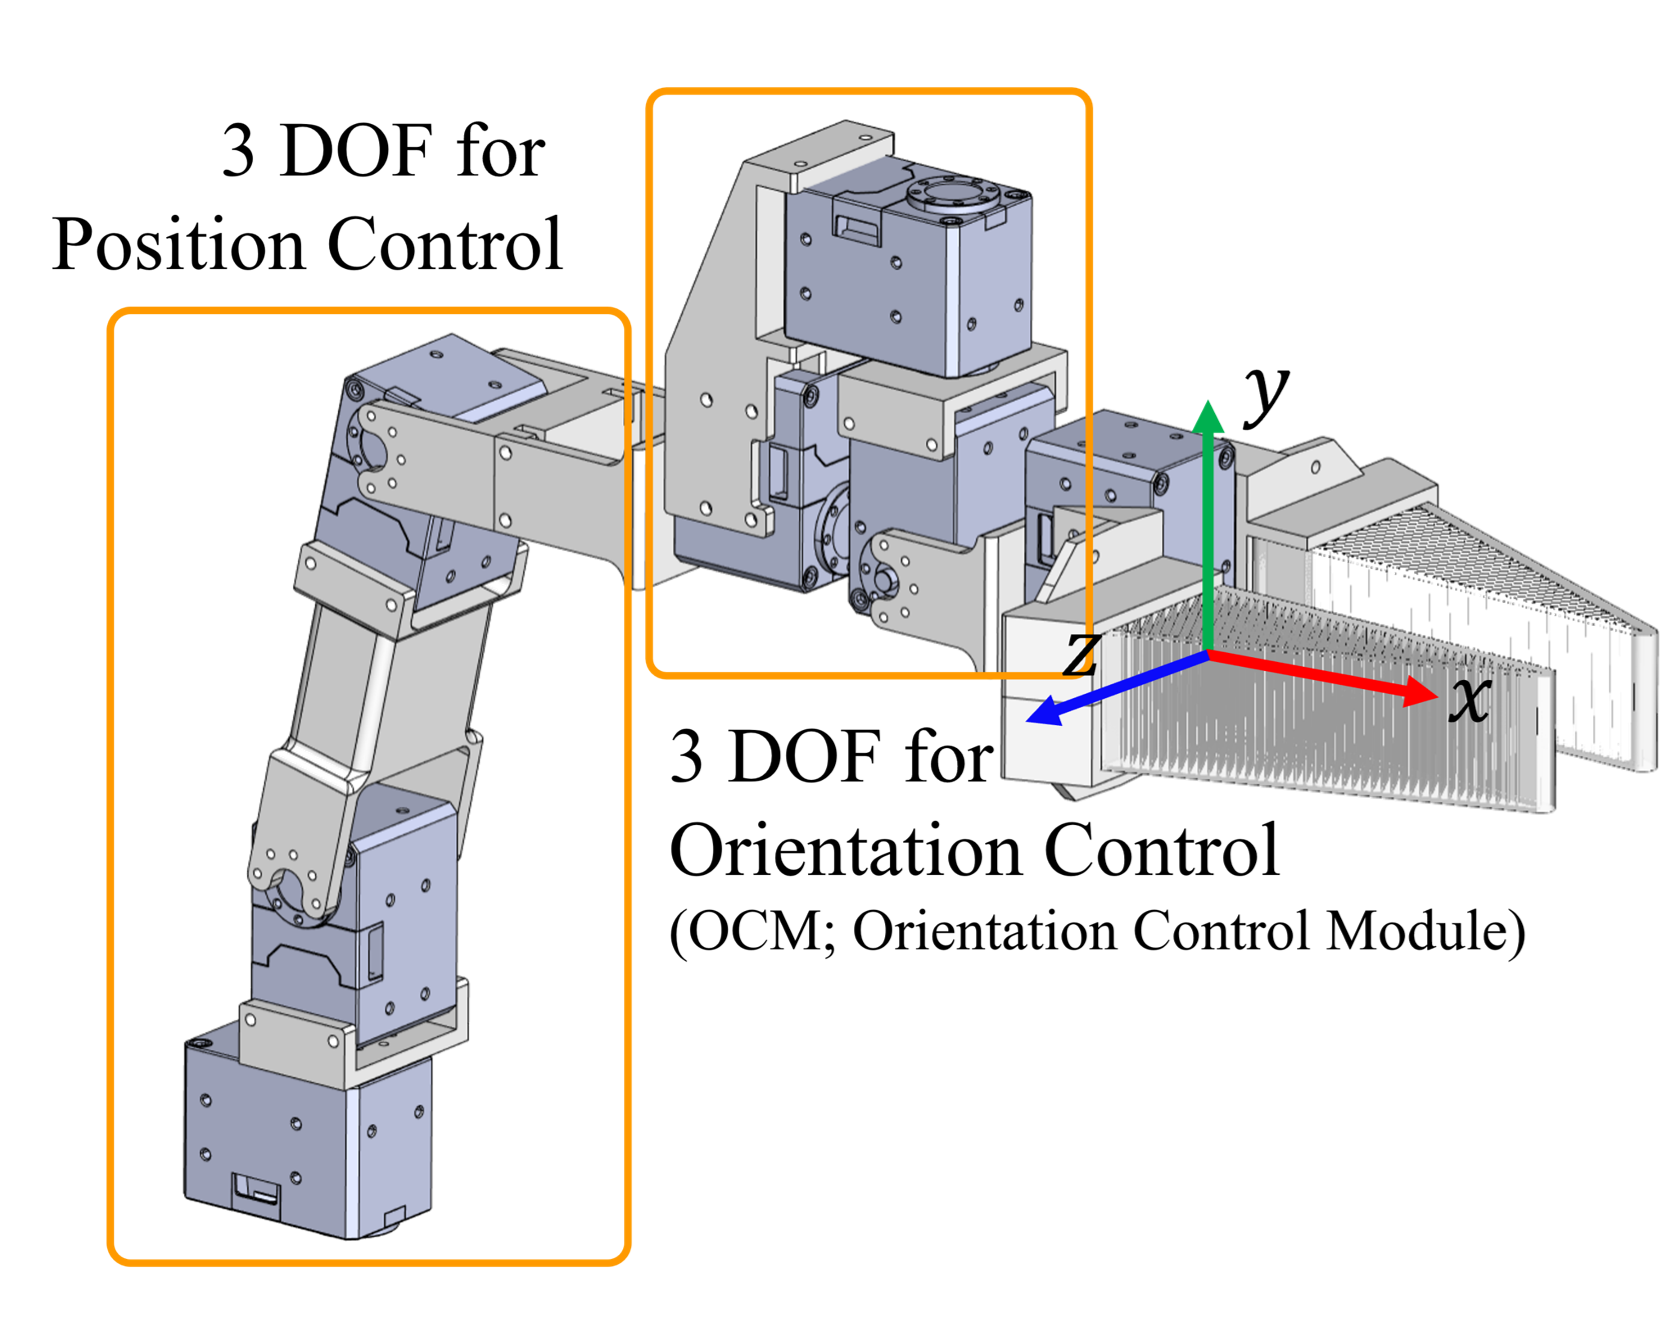 3 DOF for
Position Control
y
z
x
3 DOF for
Orientation Control
(OCM; Orientation Control Module)